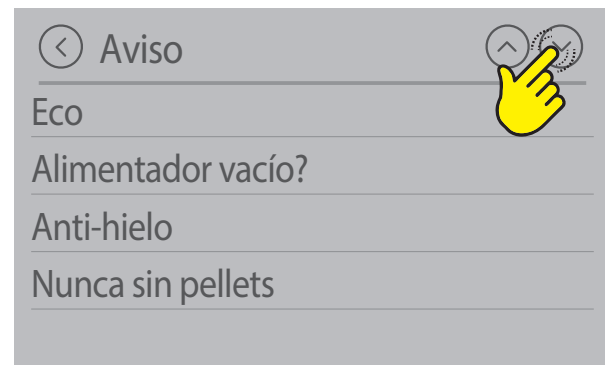 Aviso
Eco
Alimentador vacío?
Anti-hielo
Nunca sin pellets